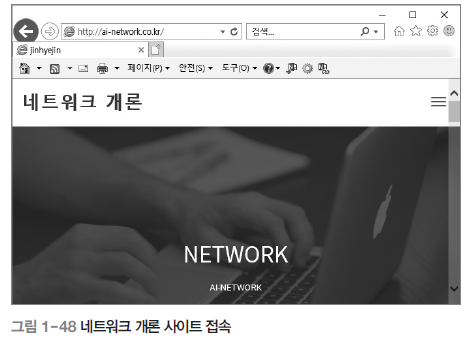 http://ai-network.co.kr/
검색...
jinhyejin
페이지(P)
안전(S)
도구(O)
네트워크 개론
NETWORK
AI-NETWORK
그림 1-48 네트워크 개론 사이트 접속